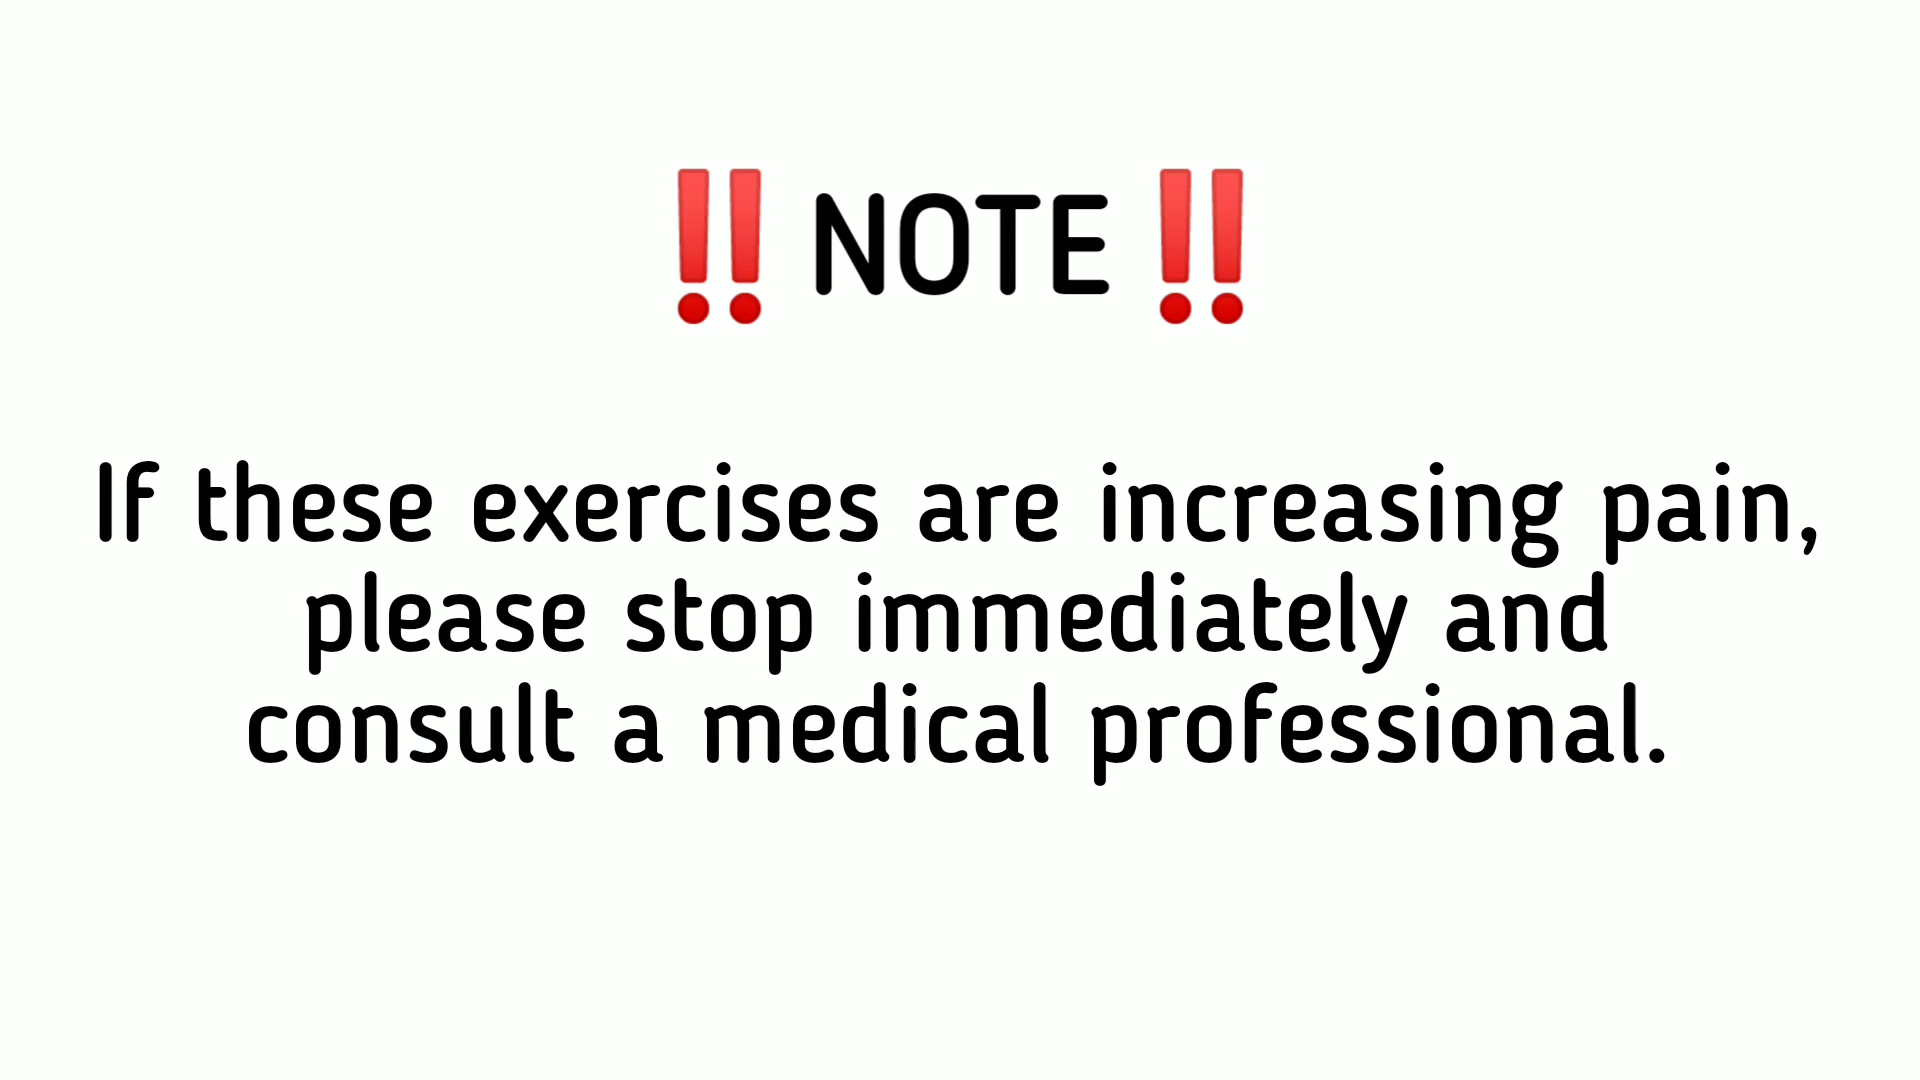 ‼️ NOTE ‼️
If these exercises are increasing pain,
please stop immediately and
consult a medical professional.